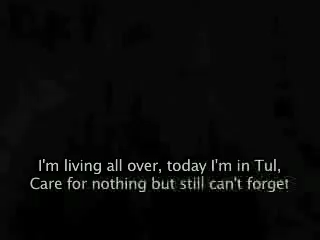 I'm living all over, today I'm in Tul,
Care for nothing but still can't forget